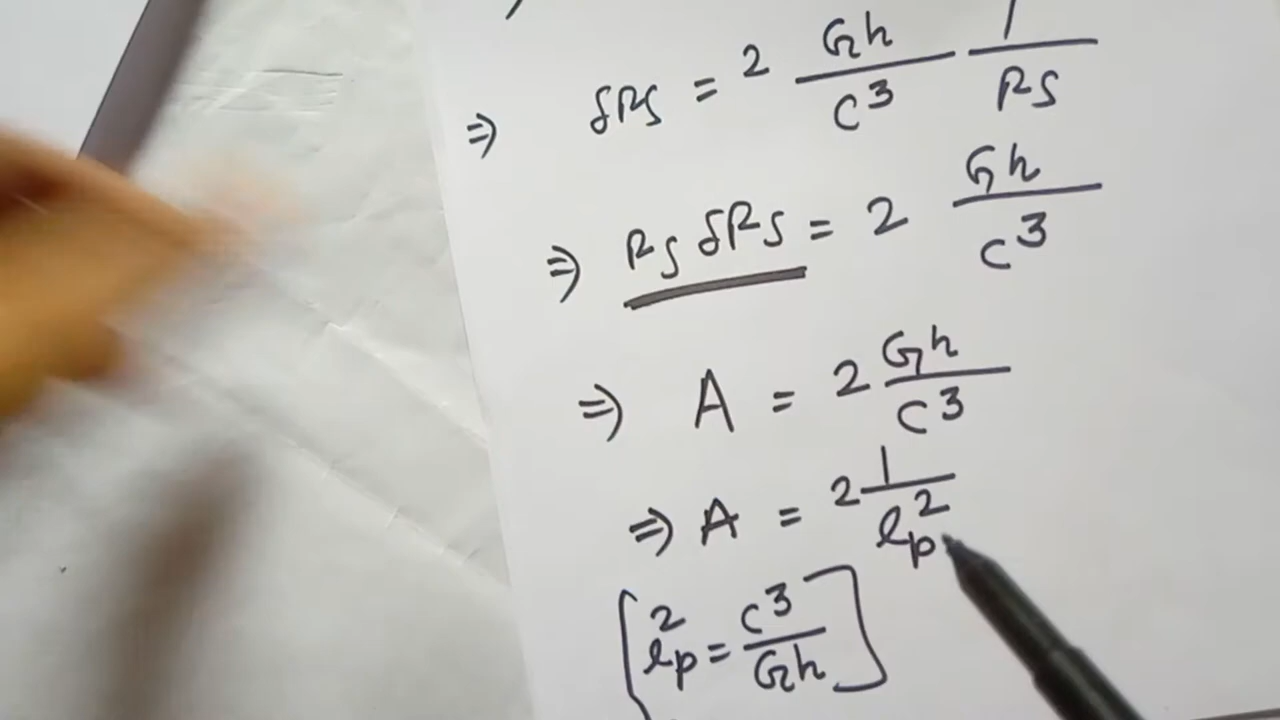 ⇒ δRs = 2 Gh/c³ 1/Rs
⇒ Rs δRs = 2 Gh/c³
⇒ A = 2 Gh/c³
⇒ A = 2 1/lp²
[lp² = c³/Gh]